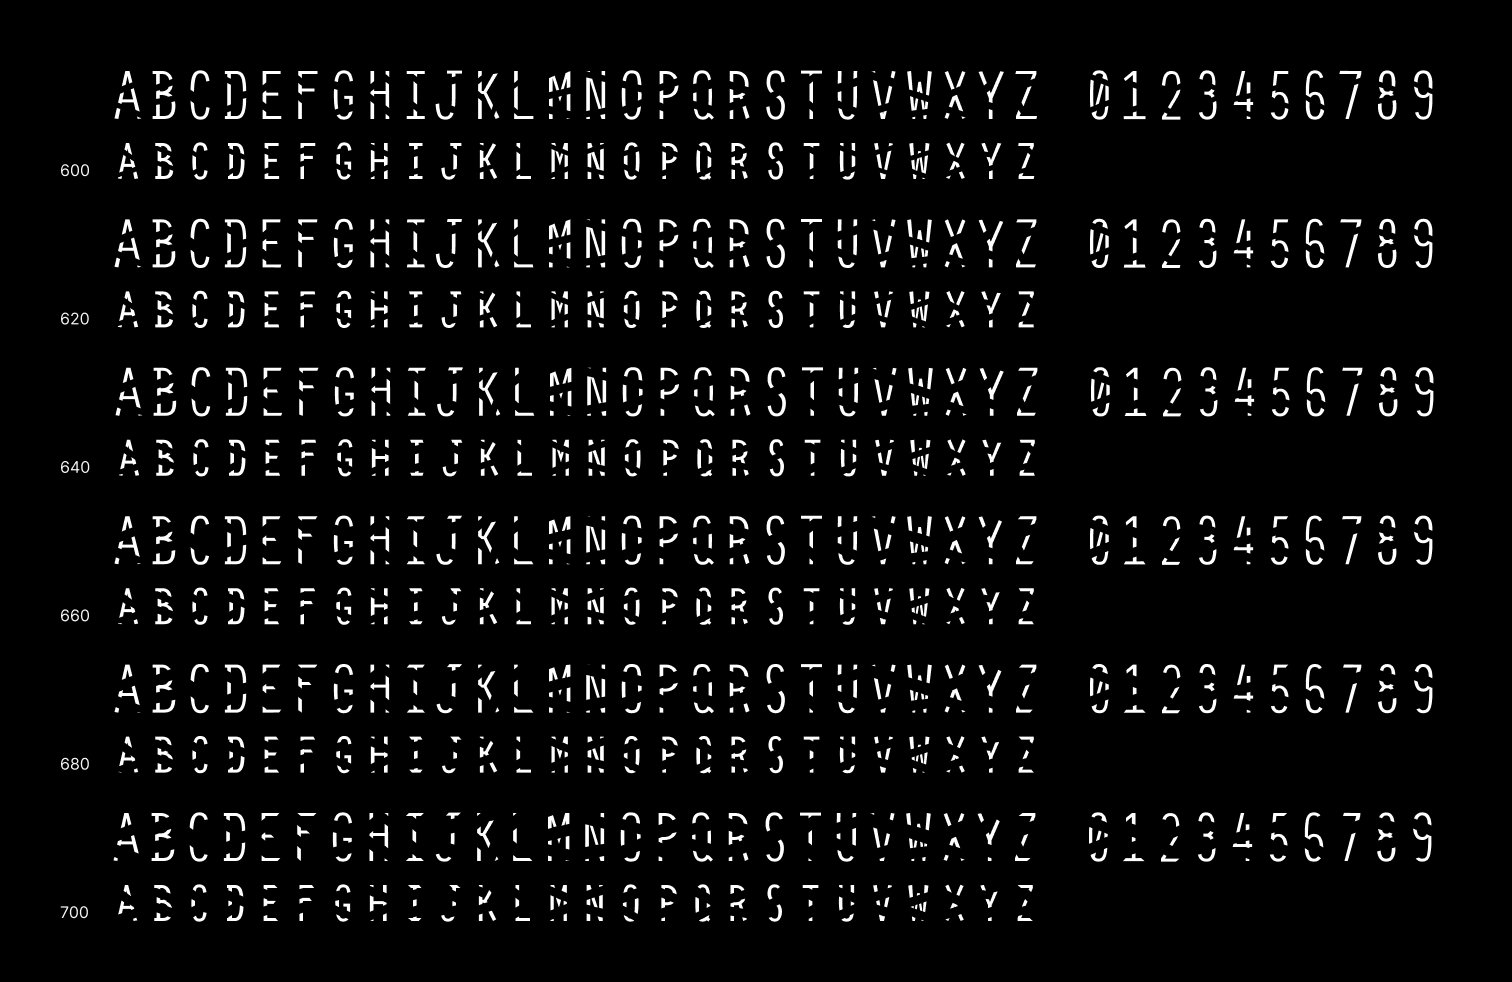 ABCDEFGHIJKLMNOPQRSTUVWXYZ 0123456789
600 ABCDEFGHIJKLMNOPQRSTUVWXYZ
ABCDEFGHIJKLMNOPQRSTUVWXYZ 0123456789
620 ABCDEFGHIJKLMNOPQRSTUVWXYZ
ABCDEFGHIJKLMNOPQRSTUVWXYZ 0123456789
640 ABCDEFGHIJKLMNOPQRSTUVWXYZ
ABCDEFGHIJKLMNOPQRSTUVWXYZ 0123456789
660 ABCDEFGHIJKLMNOPQRSTUVWXYZ
ABCDEFGHIJKLMNOPQRSTUVWXYZ 0123456789
680 ABCDEFGHIJKLMNOPQRSTUVWXYZ
ABCDEFGHIJKLMNOPQRSTUVWXYZ 0123456789
700 ABCDEFGHIJKLMNOPQRSTUVWXYZ